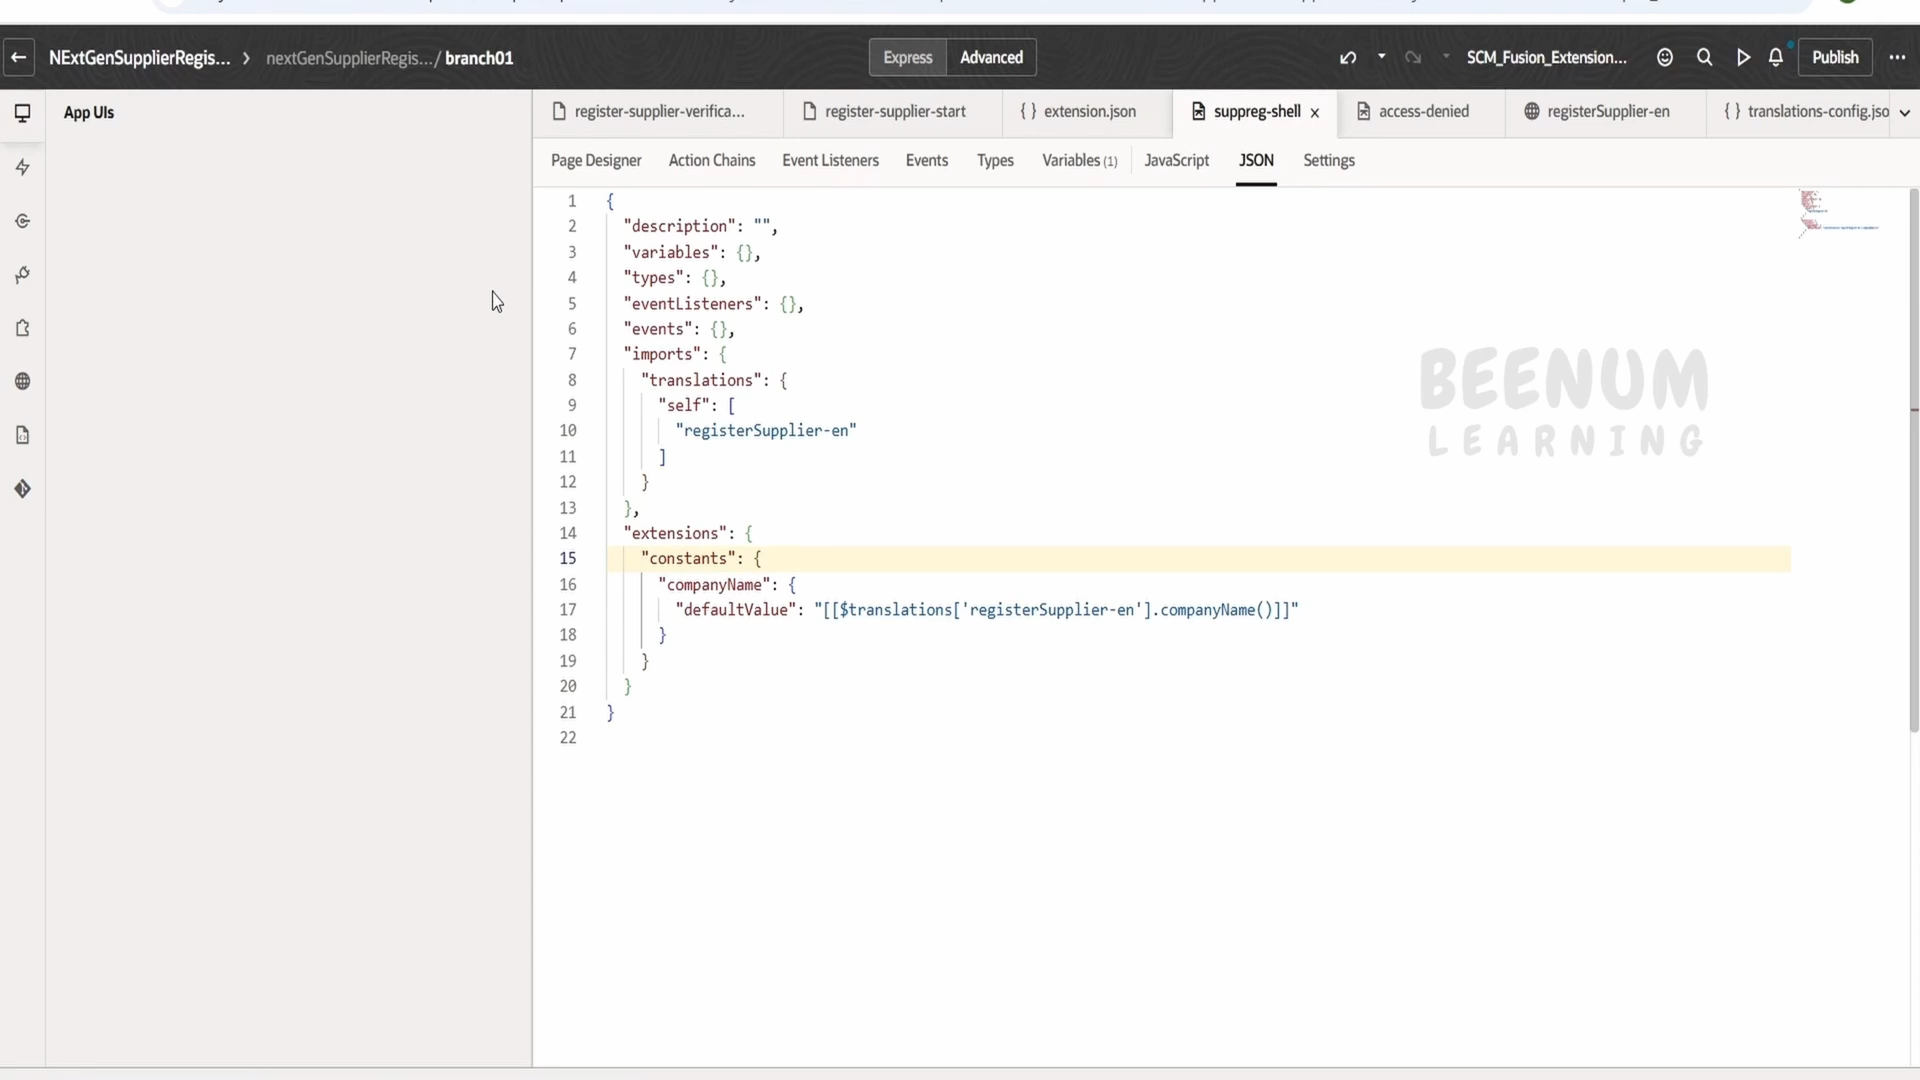 NExtGenSupplierRegis... > nextGenSupplierRegis.../ branch01
Express Advanced
SCM_Fusion_Extension... Publish
App UIs
register-supplier-verifica... register-supplier-start { } extension.json suppreg-shell x access-denied registerSupplier-en { } translations-config.jso
Page Designer Action Chains Event Listeners Events Types Variables (1) JavaScript JSON Settings
1 {
2 "description": "",
3 "variables": {},
4 "types": {},
5 "eventListeners": {},
6 "events": {},
7 "imports": {
8 "translations": {
9 "self": [
10 "registerSupplier-en"
11 ]
12 }
13 },
14 "extensions": {
15 "constants": {
16 "companyName": {
17 "defaultValue": "[[$translations['registerSupplier-en'].companyName()]]"
18 }
19 }
20 }
21 }
22
BEENUM
LEARNING